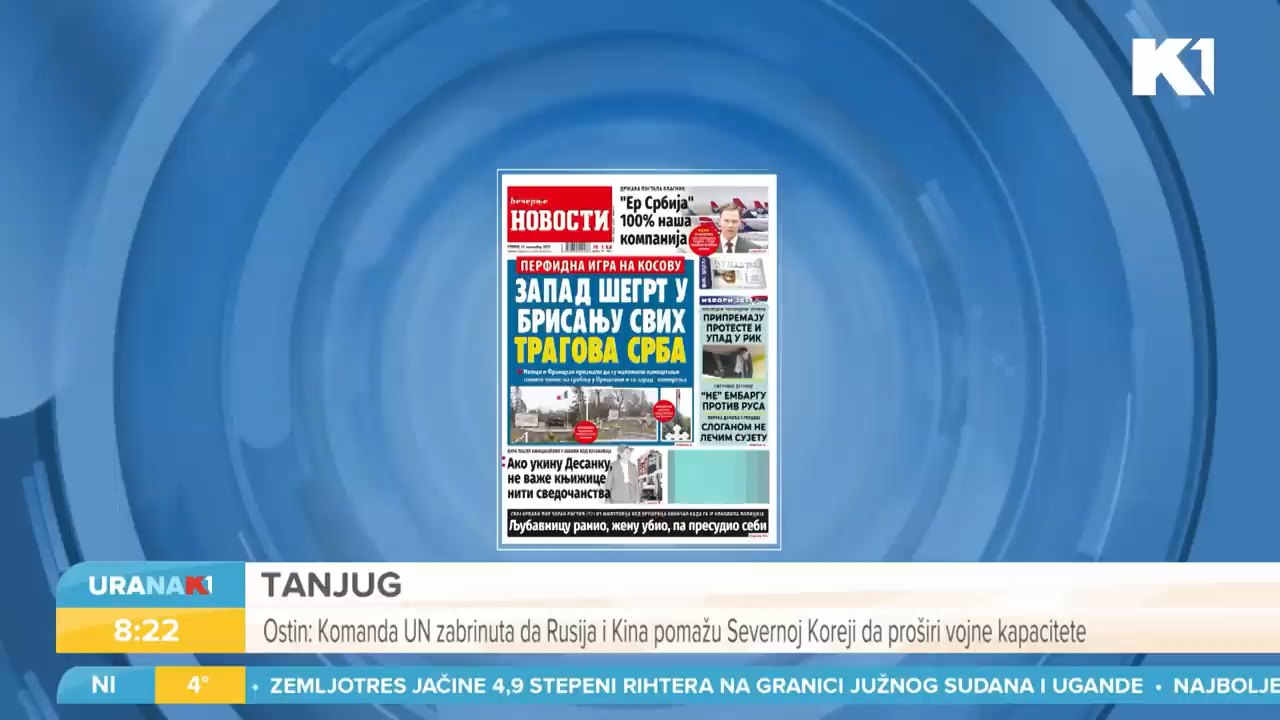 K1
ДРЖАВА ПОСТАЛА ВЛАСНИК
вечерње
НОВОСТИ
"Ер Србија"
100% наша
компанија
ПЕРФИДНА ИГРА НА КОСОВУ
ЗАПАД ШЕГРТ У
БРИСАЊУ СВИХ
ТРАГОВА СРБА
ПРИПРЕМАЈУ
ПРОТЕСТЕ И
УПАД У РИК
"НЕ" ЕМБАРГУ
ПРОТИВ РУСА
СЛОГАНОМ НЕ
ЛЕЧИМ СУЈЕТУ
Ако укину Десанку,
не важе књижице
нити сведочанства
Љубавницу ранио, жену убио, па пресудио себи
URANAK1
TANJUG
8:22
Ostin: Komanda UN zabrinuta da Rusija i Kina pomažu Severnoj Koreji da proširi vojne kapacitete
NI
4°
• ZEMLJOTRES JAČINE 4,9 STEPENI RIHTERA NA GRANICI JUŽNOG SUDANA I UGANDE • NAJBOLJE